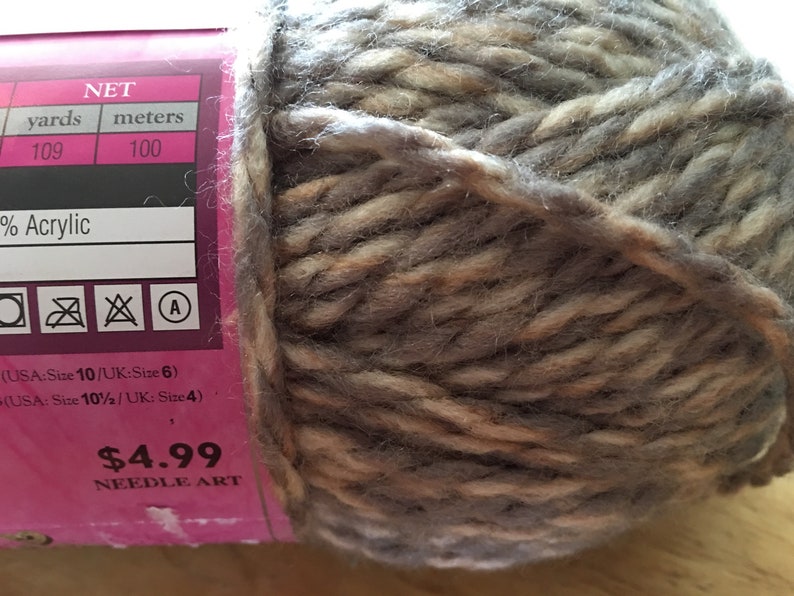 NET
yards meters
109 100
% Acrylic
A
(USA:Size 10/UK:Size 6)
(USA: Size 10½/ UK: Size 4)
$4.99
NEEDLE ART